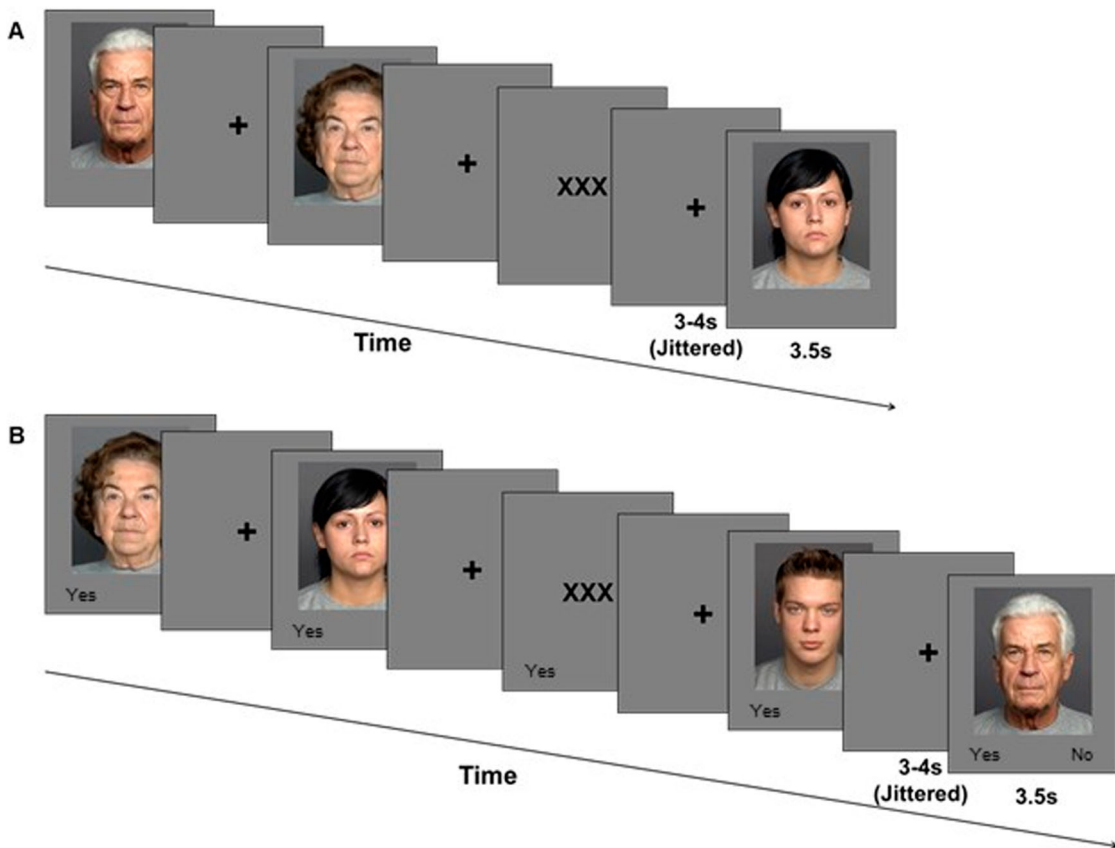 A
+
+
XXX
+
3-4s
(Jittered)
3.5s
Time
B
Yes
+
Yes
+
XXX
Yes
+
Yes
+
Yes No
3-4s
(Jittered)
3.5s
Time